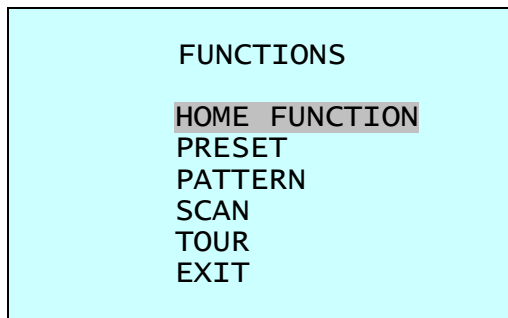 FUNCTIONS
HOME FUNCTION
PRESET
PATTERN
SCAN
TOUR
EXIT